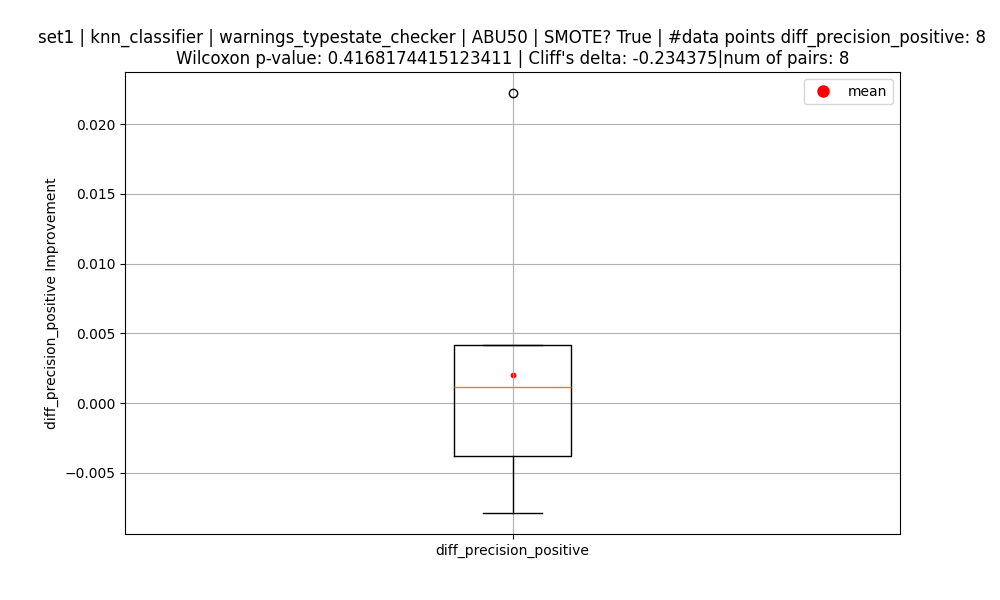 set1 | knn_classifier | warnings_typestate_checker | ABU50 | SMOTE? True | #data points diff_precision_positive: 8
Wilcoxon p-value: 0.4168174415123411 | Cliff's delta: -0.234375|num of pairs: 8
mean
0.020
0.015
0.010
0.005
0.000
−0.005
diff_precision_positive Improvement
diff_precision_positive